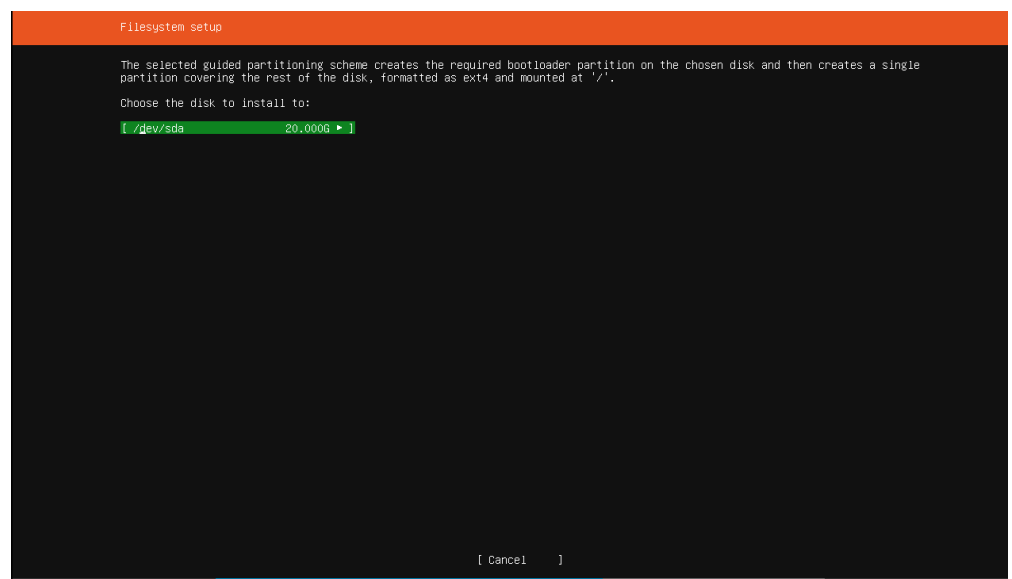 Filesystem setup
The selected guided partitioning scheme creates the required bootloader partition on the chosen disk and then creates a single
partition covering the rest of the disk, formatted as ext4 and mounted at '/'.
Choose the disk to install to:
[ /dev/sda 20.000G ► ]
[ Cancel ]